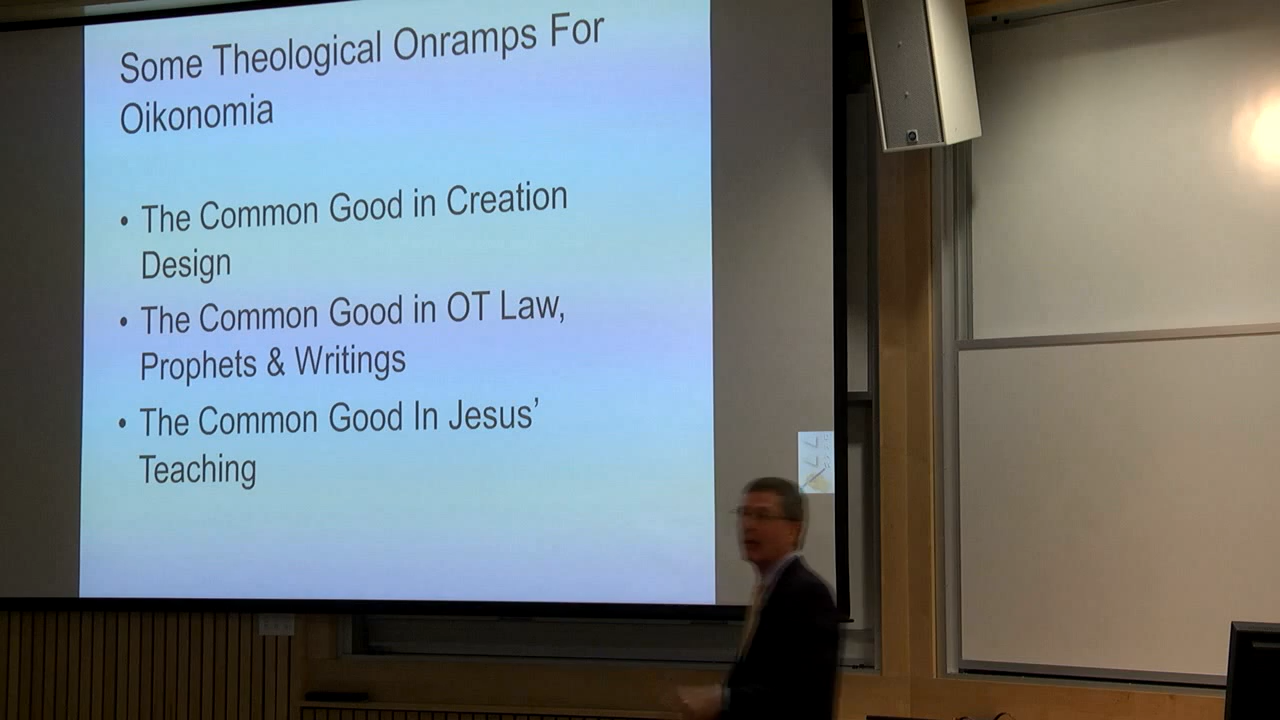 Some Theological Onramps For
Oikonomia
• The Common Good in Creation
Design
• The Common Good in OT Law,
Prophets & Writings
• The Common Good In Jesus’
Teaching